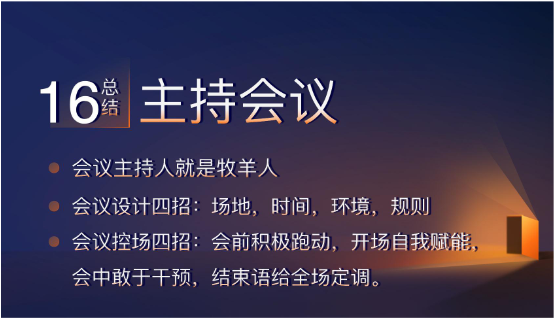 16 总结 主持会议
会议主持人就是牧羊人
会议设计四招：场地，时间，环境，规则
会议控场四招：会前积极跑动，开场自我赋能，
会中敢于干预，结束语给全场定调。